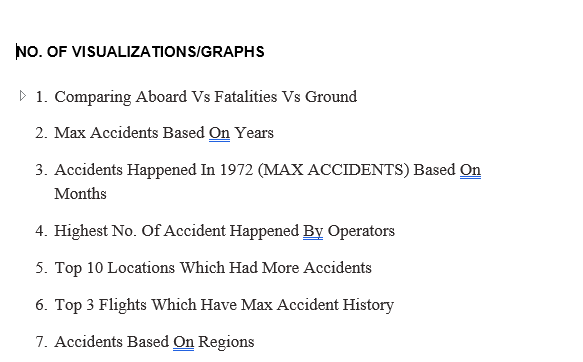 NO. OF VISUALIZATIONS/GRAPHS
1. Comparing Aboard Vs Fatalities Vs Ground
2. Max Accidents Based On Years
3. Accidents Happened In 1972 (MAX ACCIDENTS) Based On
Months
4. Highest No. Of Accident Happened By Operators
5. Top 10 Locations Which Had More Accidents
6. Top 3 Flights Which Have Max Accident History
7. Accidents Based On Regions